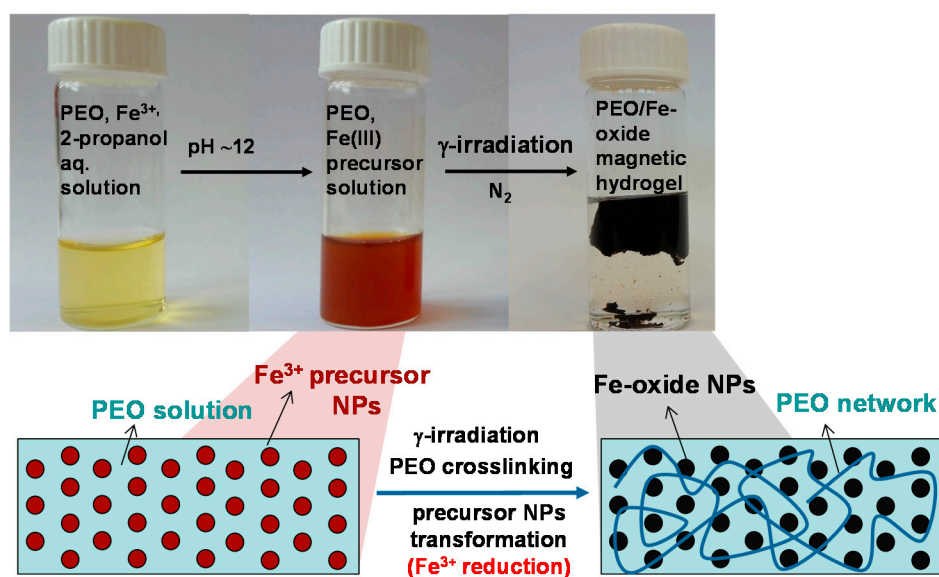 PEO, Fe³⁺,
2-propanol
aq.
solution
pH ~12
PEO,
Fe(III)
precursor
solution
γ-irradiation
N₂
PEO/Fe-
oxide
magnetic
hydrogel
Fe³⁺ precursor
NPs
PEO solution
γ-irradiation
PEO crosslinking
precursor NPs
transformation
(Fe³⁺ reduction)
Fe-oxide NPs
PEO network